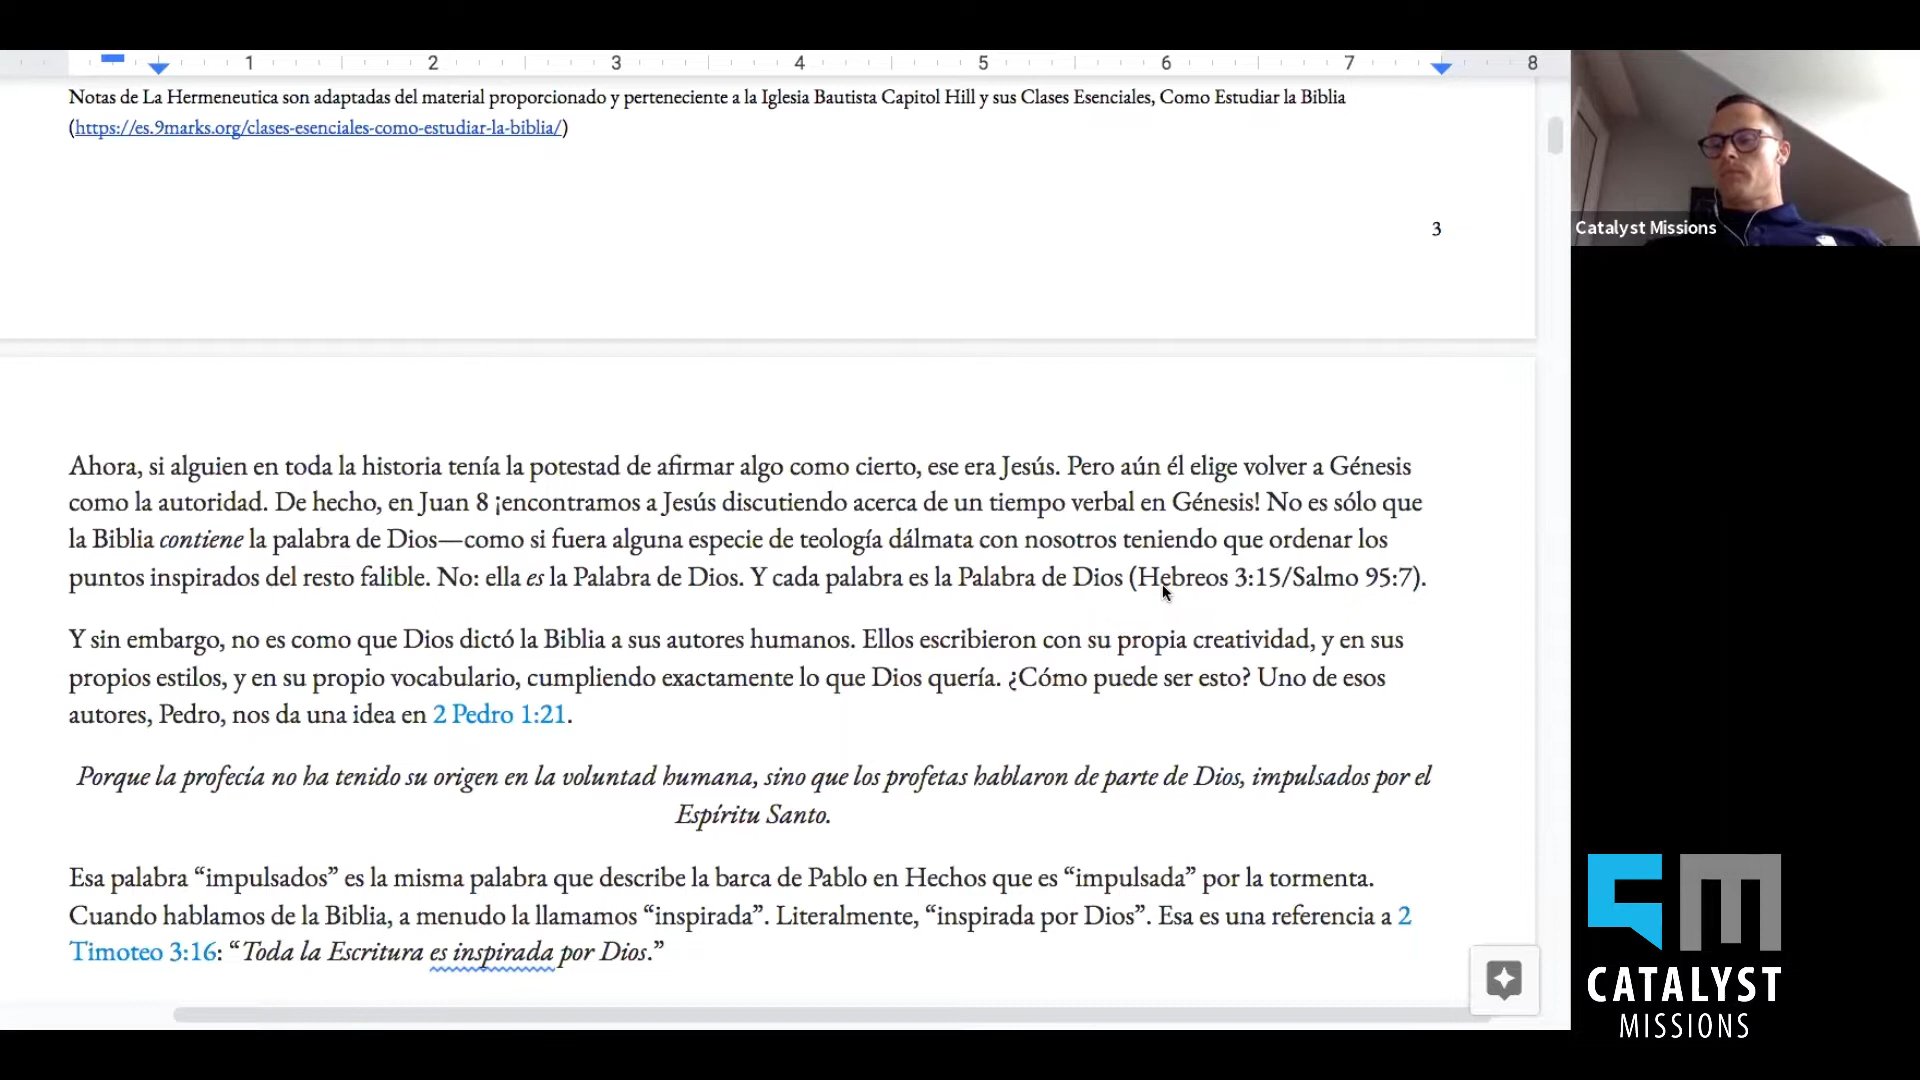 1 2 3 4 5 6 7 8
Notas de La Hermeneutica son adaptadas del material proporcionado y perteneciente a la Iglesia Bautista Capitol Hill y sus Clases Esenciales, Como Estudiar la Biblia
(https://es.9marks.org/clases-esenciales-como-estudiar-la-biblia/)
Catalyst Missions
3
Ahora, si alguien en toda la historia tenía la potestad de afirmar algo como cierto, ese era Jesús. Pero aún él elige volver a Génesis
como la autoridad. De hecho, en Juan 8 ¡encontramos a Jesús discutiendo acerca de un tiempo verbal en Génesis! No es sólo que
la Biblia contiene la palabra de Dios—como si fuera alguna especie de teología dálmata con nosotros teniendo que ordenar los
puntos inspirados del resto falible. No: ella es la Palabra de Dios. Y cada palabra es la Palabra de Dios (Hebreos 3:15/Salmo 95:7).
Y sin embargo, no es como que Dios dictó la Biblia a sus autores humanos. Ellos escribieron con su propia creatividad, y en sus
propios estilos, y en su propio vocabulario, cumpliendo exactamente lo que Dios quería. ¿Cómo puede ser esto? Uno de esos
autores, Pedro, nos da una idea en 2 Pedro 1:21.
Porque la profecía no ha tenido su origen en la voluntad humana, sino que los profetas hablaron de parte de Dios, impulsados por el
Espíritu Santo.
Esa palabra “impulsados” es la misma palabra que describe la barca de Pablo en Hechos que es “impulsada” por la tormenta.
Cuando hablamos de la Biblia, a menudo la llamamos “inspirada”. Literalmente, “inspirada por Dios”. Esa es una referencia a 2
Timoteo 3:16: “Toda la Escritura es inspirada por Dios.”
CATALYST
MISSIONS